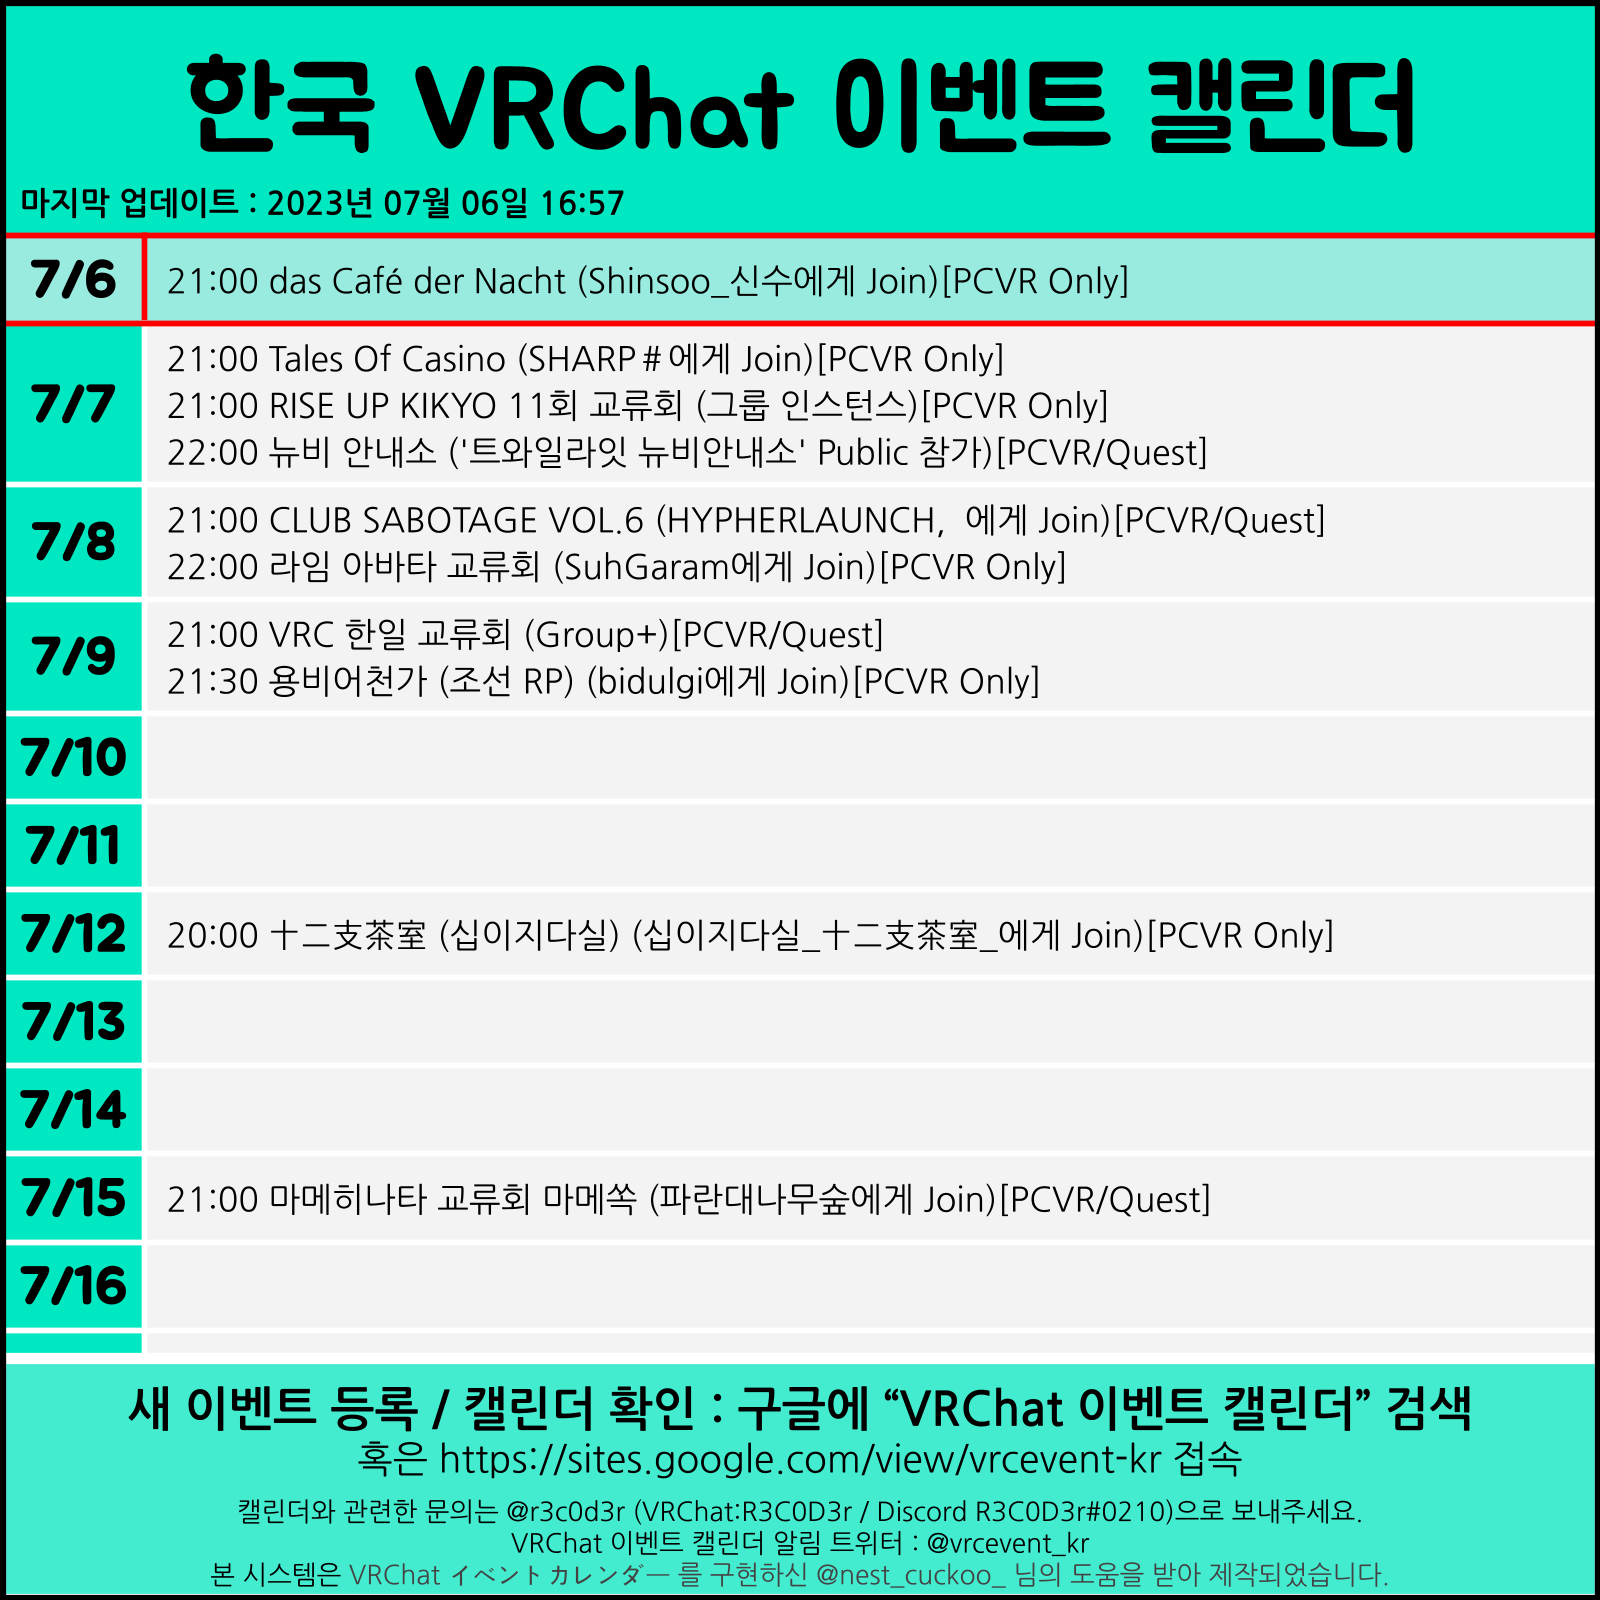 한국 VRChat 이벤트 캘린더
마지막 업데이트 : 2023년 07월 06일 16:57
7/6
21:00 das Café der Nacht (Shinsoo_신수에게 Join)[PCVR Only]
7/7
21:00 Tales Of Casino (SHARP#에게 Join)[PCVR Only]
21:00 RISE UP KIKYO 11회 교류회 (그룹 인스턴스)[PCVR Only]
22:00 뉴비 안내소 ('트와일라잇 뉴비안내소' Public 참가)[PCVR/Quest]
7/8
21:00 CLUB SABOTAGE VOL.6 (HYPHERLAUNCH, 에게 Join)[PCVR/Quest]
22:00 라임 아바타 교류회 (SuhGaram에게 Join)[PCVR Only]
7/9
21:00 VRC 한일 교류회 (Group+)[PCVR/Quest]
21:30 용비어천가 (조선 RP) (bidulgi에게 Join)[PCVR Only]
7/10
7/11
7/12
20:00 十二支茶室 (십이지다실) (십이지다실_十二支茶室_에게 Join)[PCVR Only]
7/13
7/14
7/15
21:00 마메히나타 교류회 마메쏙 (파란대나무숲에게 Join)[PCVR/Quest]
7/16
새 이벤트 등록 / 캘린더 확인 : 구글에 “VRChat 이벤트 캘린더” 검색
혹은 https://sites.google.com/view/vrcevent-kr 접속
캘린더와 관련한 문의는 @r3c0d3r (VRChat:R3C0D3r / Discord R3C0D3r#0210)으로 보내주세요.
VRChat 이벤트 캘린더 알림 트위터 : @vrcevent_kr
본 시스템은 VRChat イベントカレンダー 를 구현하신 @nest_cuckoo_ 님의 도움을 받아 제작되었습니다.